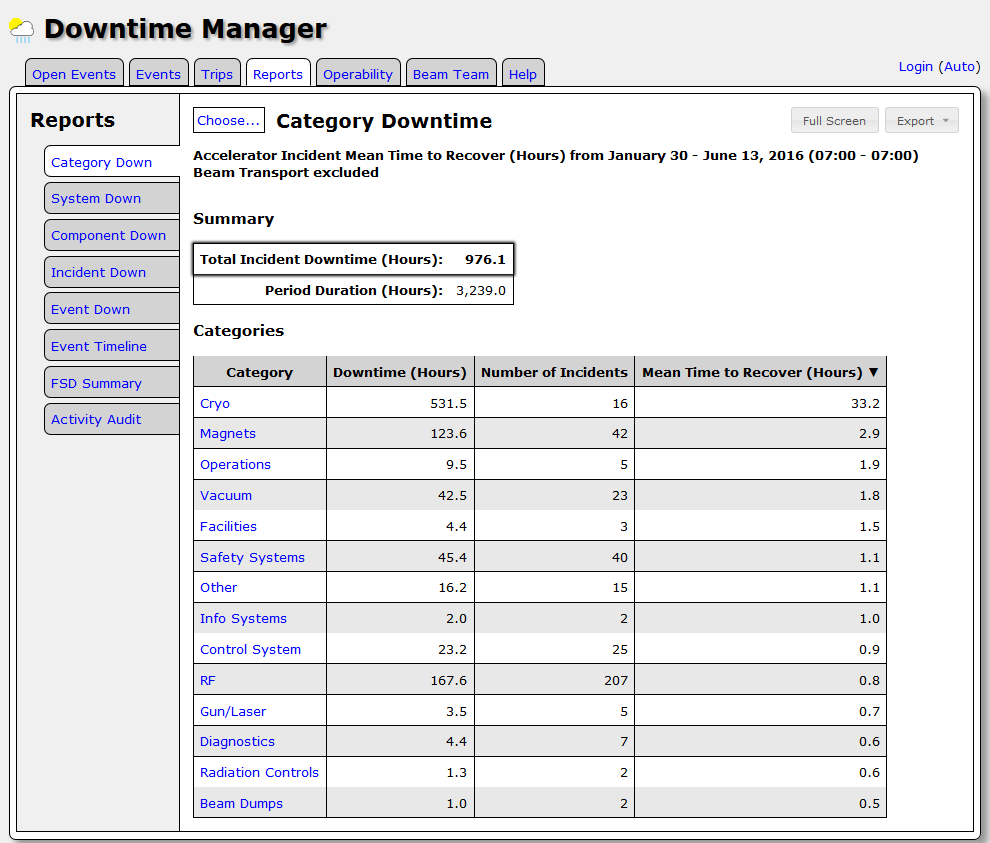 Downtime Manager
Open Events Events Trips Reports Operability Beam Team Help Login (Auto)
Reports
Category Down
System Down
Component Down
Incident Down
Event Down
Event Timeline
FSD Summary
Activity Audit
Choose... Category Downtime Full Screen Export
Accelerator Incident Mean Time to Recover (Hours) from January 30 - June 13, 2016 (07:00 - 07:00)
Beam Transport excluded
Summary
Total Incident Downtime (Hours): 976.1
Period Duration (Hours): 3,239.0
Categories
Category Downtime (Hours) Number of Incidents Mean Time to Recover (Hours) ▼
Cryo 531.5 16 33.2
Magnets 123.6 42 2.9
Operations 9.5 5 1.9
Vacuum 42.5 23 1.8
Facilities 4.4 3 1.5
Safety Systems 45.4 40 1.1
Other 16.2 15 1.1
Info Systems 2.0 2 1.0
Control System 23.2 25 0.9
RF 167.6 207 0.8
Gun/Laser 3.5 5 0.7
Diagnostics 4.4 7 0.6
Radiation Controls 1.3 2 0.6
Beam Dumps 1.0 2 0.5